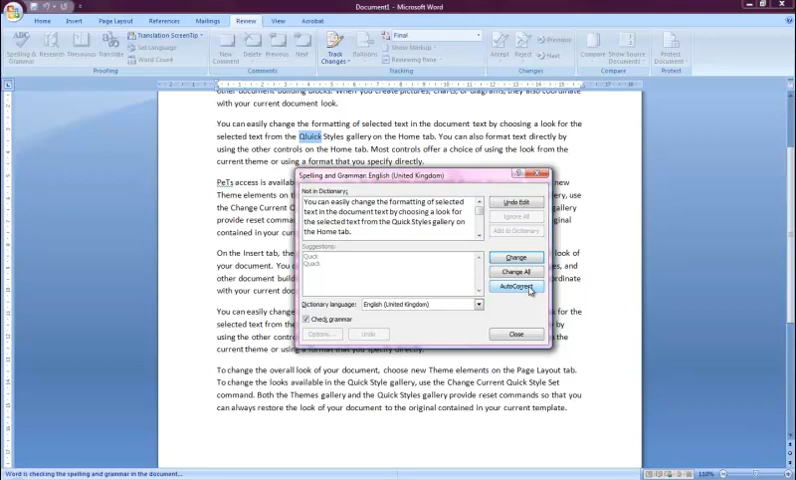 Document1 - Microsoft Word
Home Insert Page Layout References Mailings Review View Acrobat
Spelling & Grammar Research Thesaurus Translate Translation ScreenTip Set Language Word Count
New Comment Delete Previous Next
Track Changes Balloons Final Show Markup Reviewing Pane
Accept Reject Previous Next
Compare Show Source Documents Protect Document
Proofing Comments Tracking Changes Compare Protect
other document building blocks. When you create pictures, charts, or diagrams, they also coordinate
with your current document look.
You can easily change the formatting of selected text in the document text by choosing a look for the
selected text from the Qluick Styles gallery on the Home tab. You can also format text directly by
using the other controls on the Home tab. Most controls offer a choice of using the look from the
current theme or using a format that you specify directly.
Spelling and Grammar: English (United Kingdom)
Not in Dictionary:
You can easily change the formatting of selected
text in the document text by choosing a look for
the selected text from the Quick Styles gallery on
the Home tab.
Undo Edit
Ignore All
Add to Dictionary
Suggestions:
Quick
Quack
Change
Change All
AutoCorrect
Dictionary language: English (United Kingdom)
Check grammar
Options... Undo Close
PeTs access is availa new
Theme elements on t
the Change Current Q
provide reset comma ginal
contained in your curr
On the Insert tab, the of
your document. You es, and
other document build ordinate
with your current doc
You can easily change
selected text from the
using the other contr
current theme or using a format that you specify directly.
To change the overall look of your document, choose new Theme elements on the Page Layout tab.
To change the looks available in the Quick Style gallery, use the Change Current Quick Style Set
command. Both the Themes gallery and the Quick Styles gallery provide reset commands so that you
can always restore the look of your document to the original contained in your current template.
Word is checking the spelling and grammar in the document... 110%